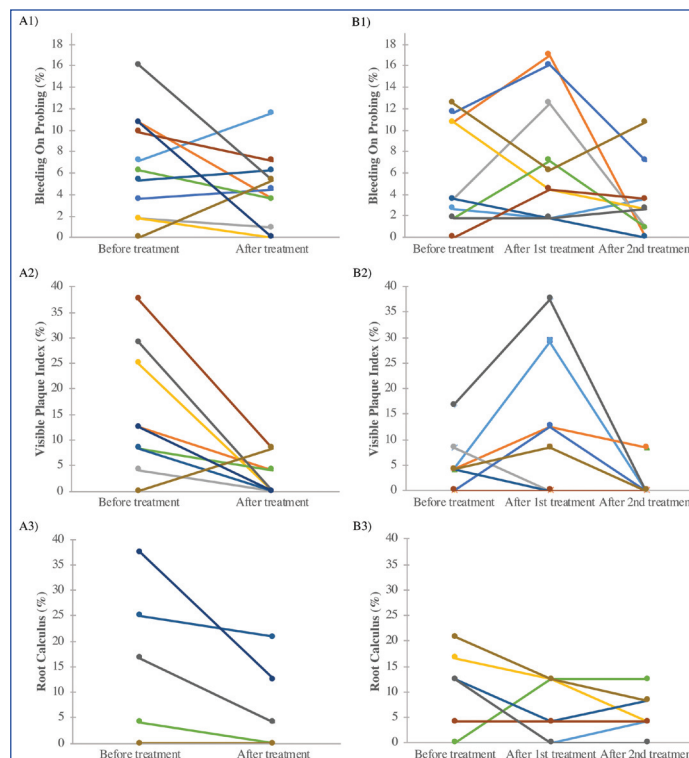 A1)
Bleeding On Probing (%)
18
16
14
12
10
8
6
4
2
0
Before treatment
After treatment
B1)
Bleeding On Probing (%)
18
16
14
12
10
8
6
4
2
0
Before treatment
After 1st treatment
After 2nd treatment
A2)
Visible Plaque Index (%)
40
35
30
25
20
15
10
5
0
Before treatment
After treatment
B2)
Visible Plaque Index (%)
40
35
30
25
20
15
10
5
0
Before treatment
After 1st treatment
After 2nd treatment
A3)
Root Calculus (%)
40
35
30
25
20
15
10
5
0
Before treatment
After treatment
B3)
Root Calculus (%)
40
35
30
25
20
15
10
5
0
Before treatment
After 1st treatment
After 2nd treatment